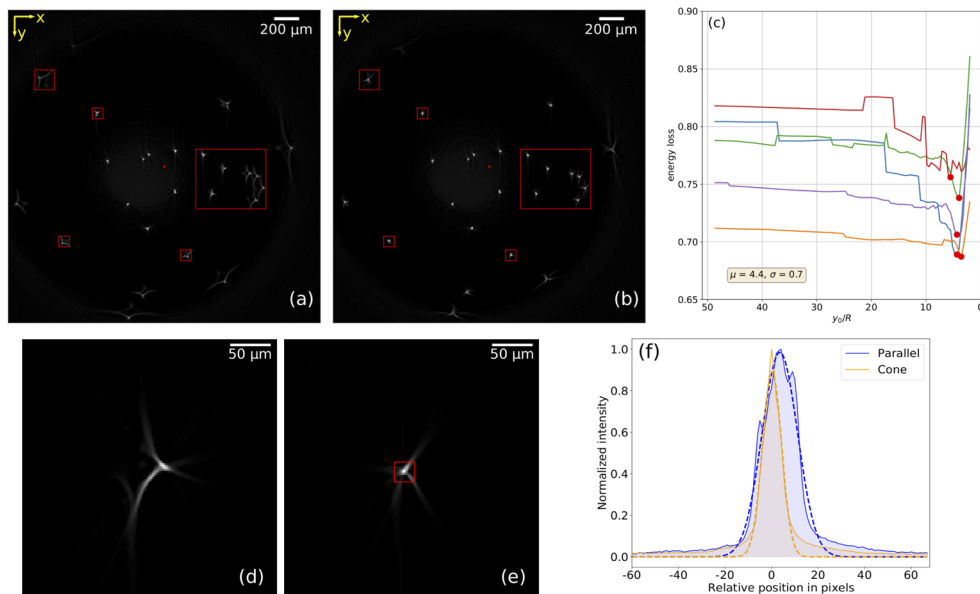 x
y
200 μm
(a)
x
y
200 μm
(b)
(c)
0.90
0.85
0.80
0.75
0.70
0.65
energy loss
μ = 4.4, σ = 0.7
50
40
30
20
10
0
y₀/R
50 μm
(d)
50 μm
(e)
(f)
Parallel
Cone
1.0
0.8
0.6
0.4
0.2
0.0
Normalized intensity
-60
-40
-20
0
20
40
60
Relative position in pixels